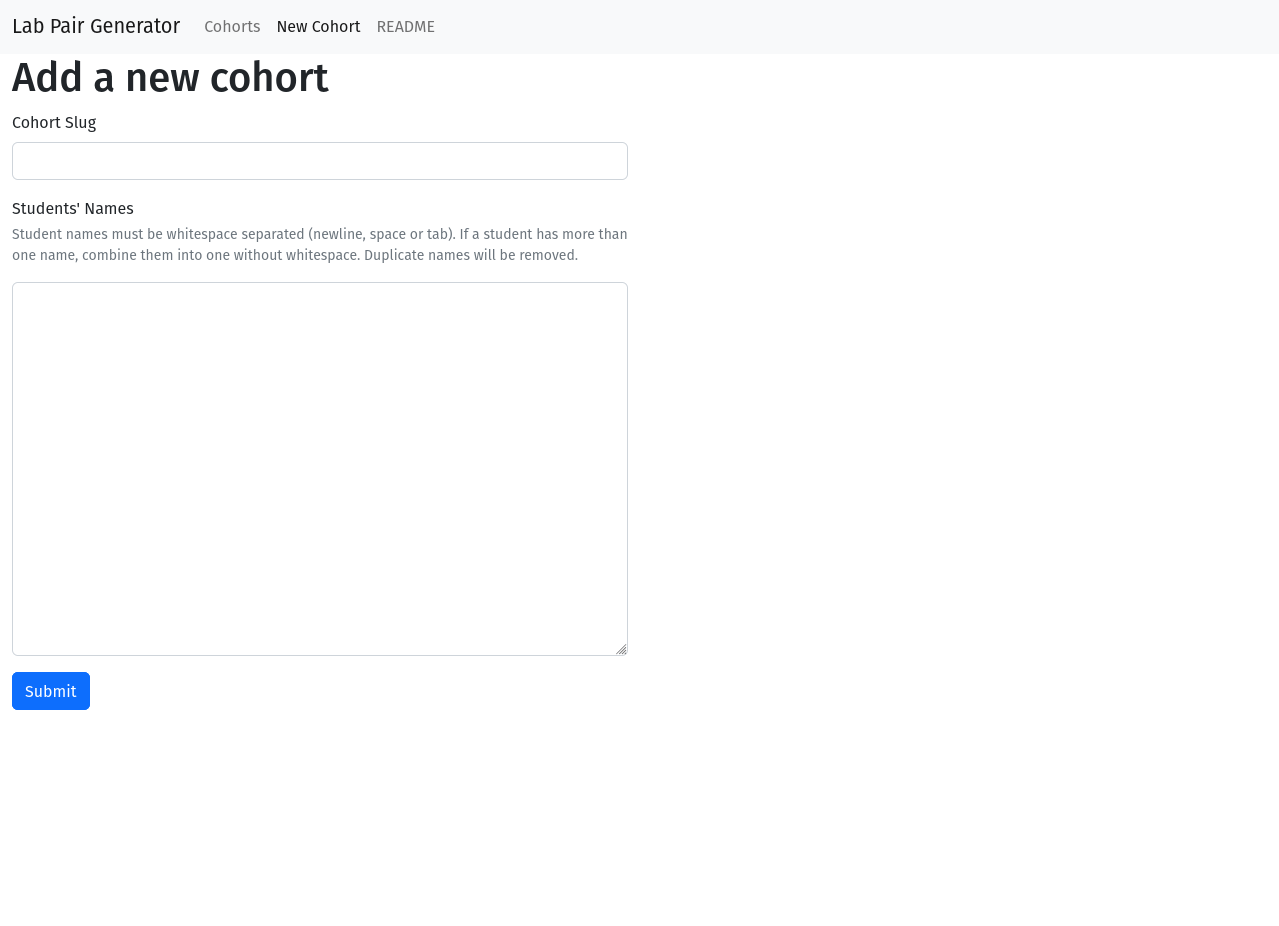 Lab Pair Generator Cohorts New Cohort README
Add a new cohort
Cohort Slug
Students' Names
Student names must be whitespace separated (newline, space or tab). If a student has more than
one name, combine them into one without whitespace. Duplicate names will be removed.
Submit